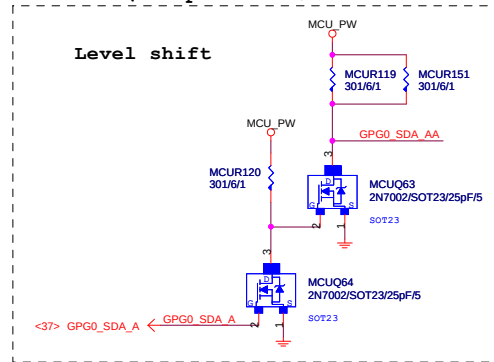 Level shift
MCU_PW
MCUR119
301/6/1
MCUR151
301/6/1
GPG0_SDA_AA
MCU_PW
MCUR120
301/6/1
3
D
G
S
2
1
MCUQ63
2N7002/SOT23/25pF/5
SOT23
3
D
G
S
2
1
MCUQ64
2N7002/SOT23/25pF/5
SOT23
<37> GPG0_SDA_A
GPG0_SDA_A